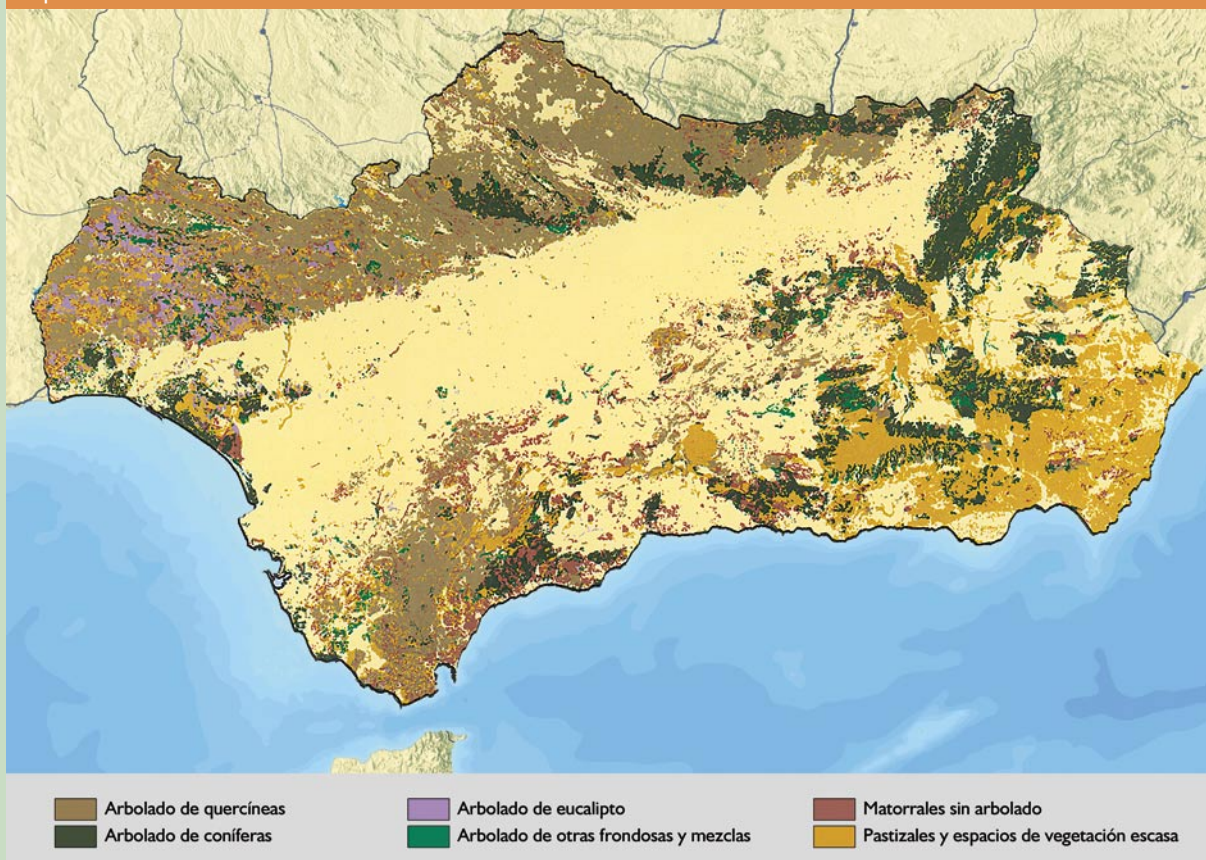 Arbolado de quercíneas
Arbolado de coníferas
Arbolado de eucalipto
Arbolado de otras frondosas y mezclas
Matorrales sin arbolado
Pastizales y espacios de vegetación escasa